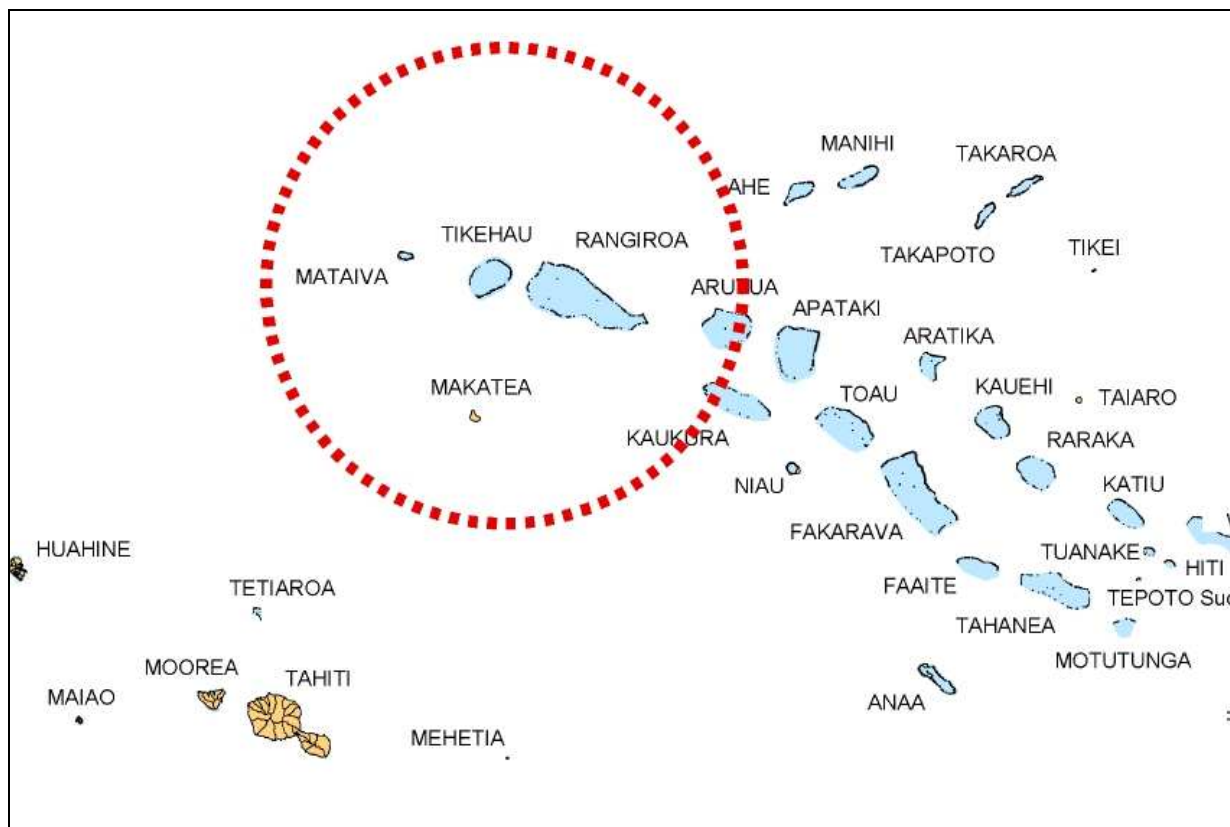 MANIHI
TAKAROA
AHE
TIKEHAU
RANGIROA
TAKAPOTO
TIKEI
MATAIVA
ARUTUA
APATAKI
ARATIKA
MAKATEA
TOAU
KAUEHI
TAIARO
KAUKURA
RARAKA
NIAU
KATIU
FAKARAVA
HUAHINE
TUANAKE
HITI
TETIAROA
FAAITE
TEPOTO Sud
TAHANEA
MOTUTUNGA
MOOREA
TAHITI
MAIAO
ANAA
MEHETIA